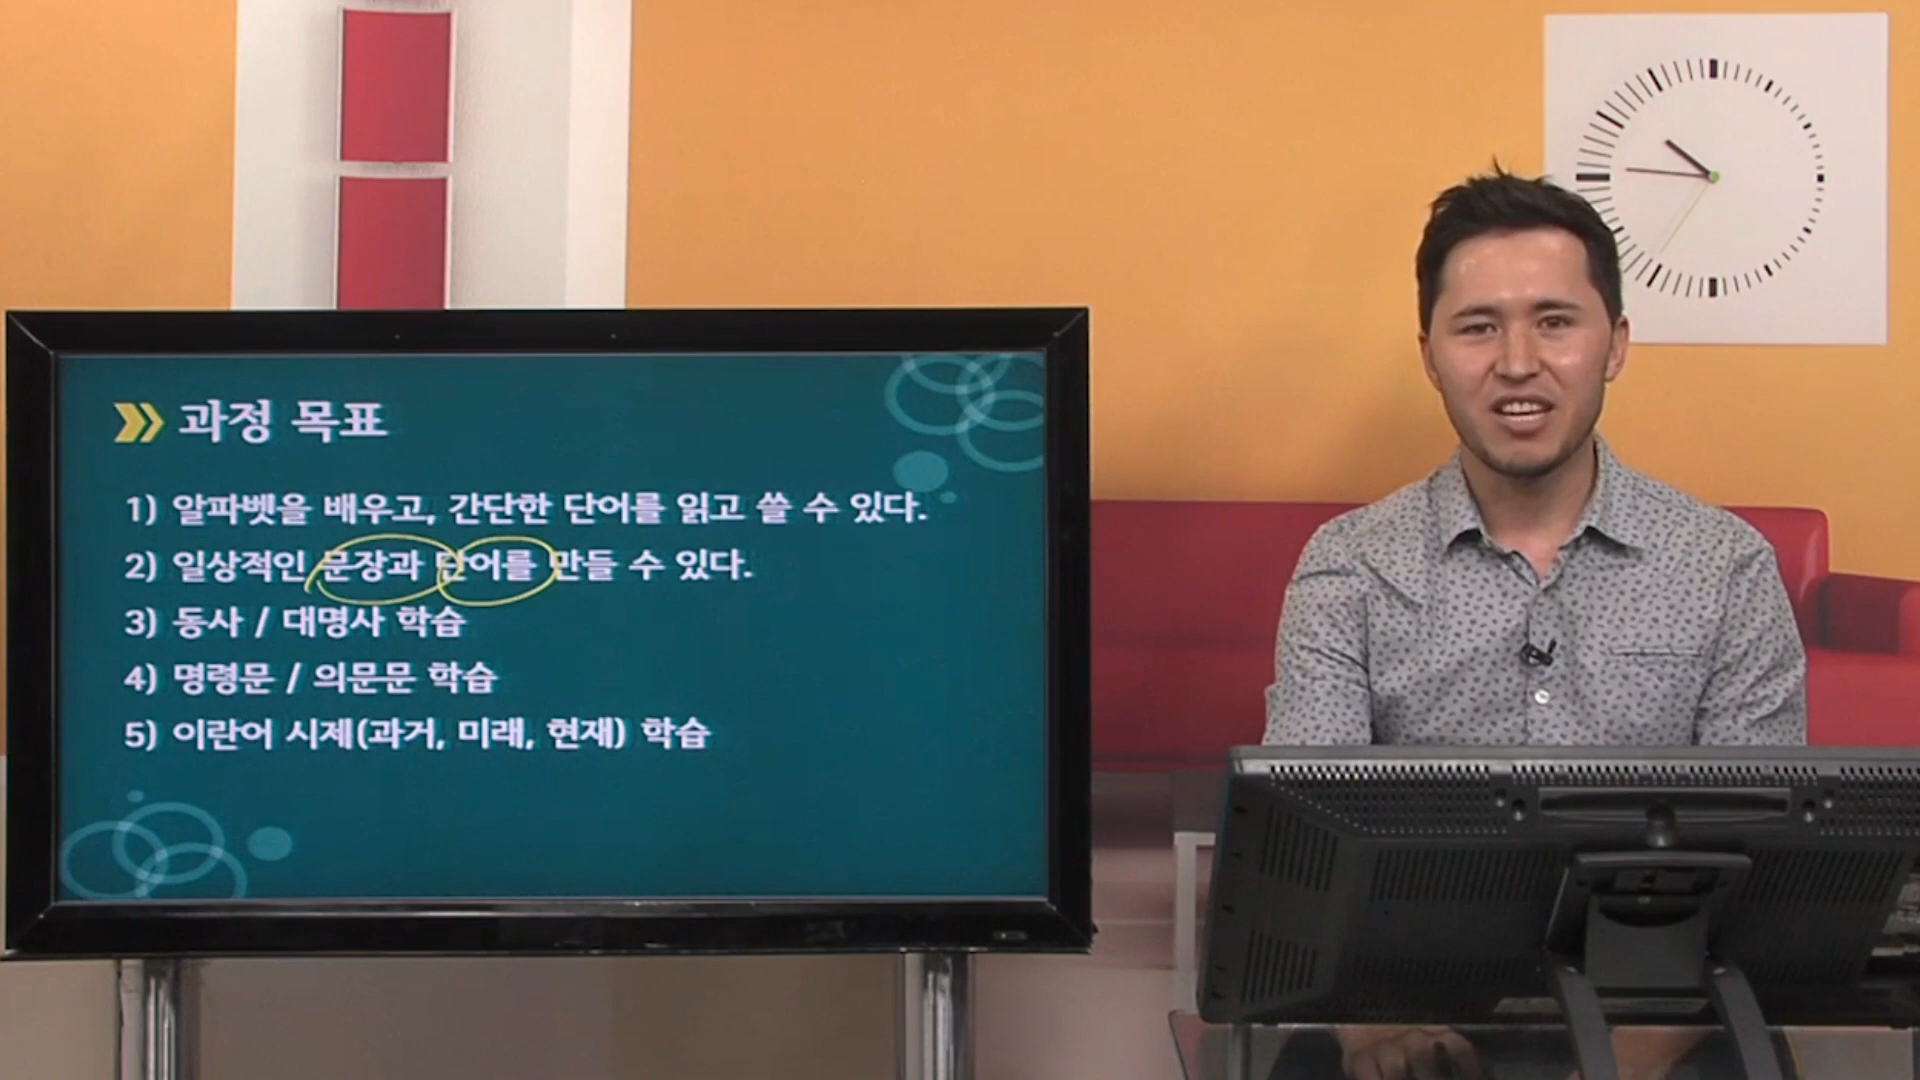 과정 목표
1) 알파벳을 배우고, 간단한 단어를 읽고 쓸 수 있다.
2) 일상적인 문장과 단어를 만들 수 있다.
3) 동사 / 대명사 학습
4) 명령문 / 의문문 학습
5) 이란어 시제(과거, 미래, 현재) 학습